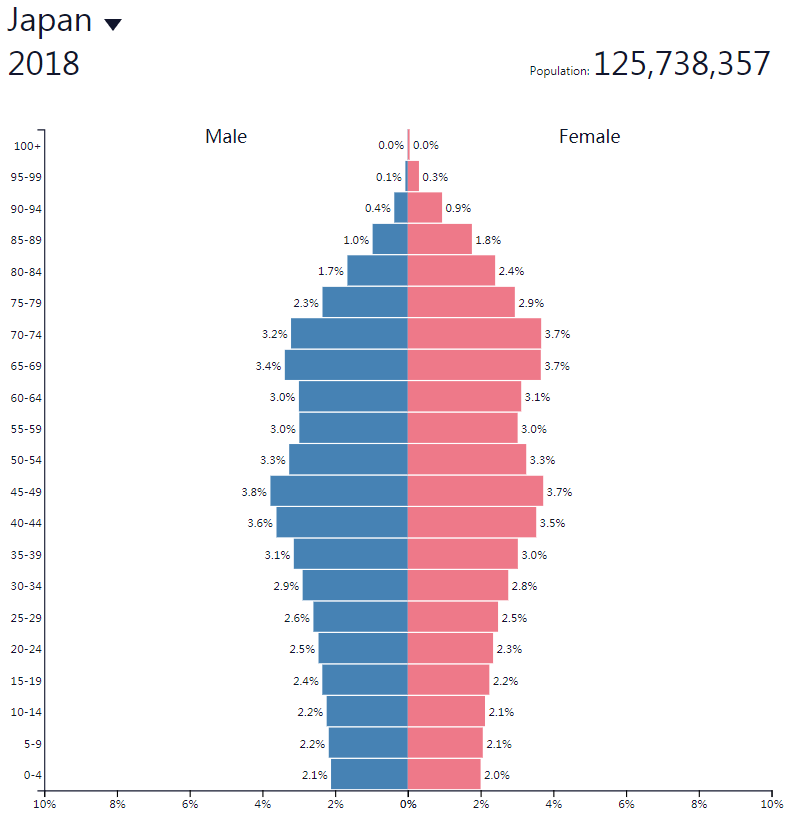 Japan
2018
Population: 125,738,357
Male Female
100+ 0.0% 0.0%
95-99 0.1% 0.3%
90-94 0.4% 0.9%
85-89 1.0% 1.8%
80-84 1.7% 2.4%
75-79 2.3% 2.9%
70-74 3.2% 3.7%
65-69 3.4% 3.7%
60-64 3.0% 3.1%
55-59 3.0% 3.0%
50-54 3.3% 3.3%
45-49 3.8% 3.7%
40-44 3.6% 3.5%
35-39 3.1% 3.0%
30-34 2.9% 2.8%
25-29 2.6% 2.5%
20-24 2.5% 2.3%
15-19 2.4% 2.2%
10-14 2.2% 2.1%
5-9 2.2% 2.1%
0-4 2.1% 2.0%
10% 8% 6% 4% 2% 0% 2% 4% 6% 8% 10%